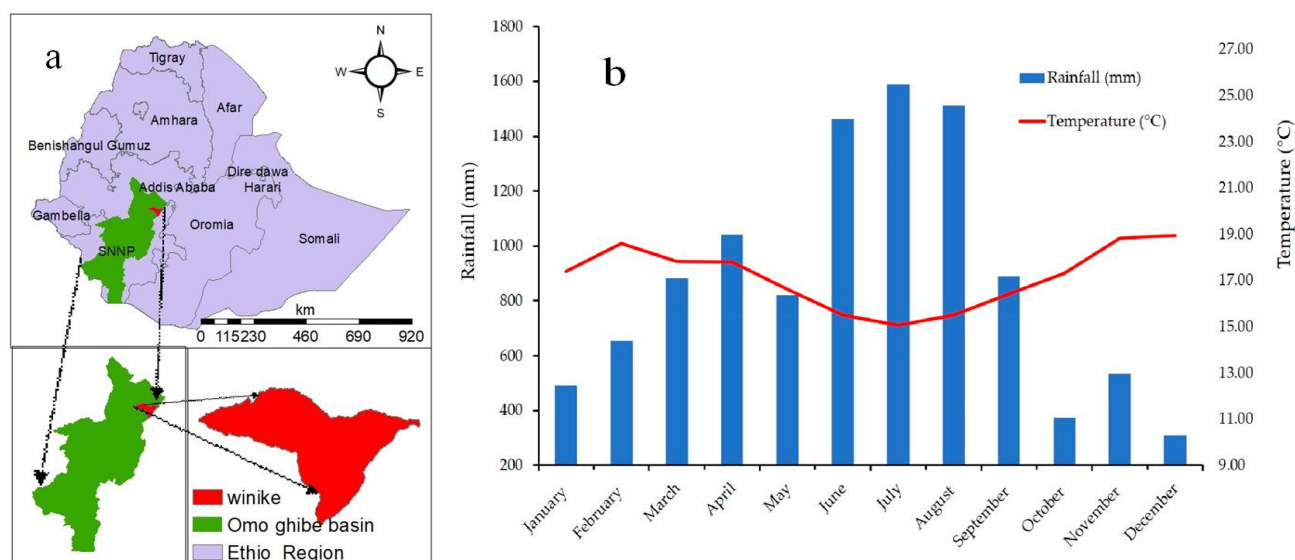 a
N
W E
S
Tigray
Afar
Amhara
Benishangul Gumuz
Dire dawa
Addis Ababa Harari
Gambella
Oromia
SNNP
Somali
km
0 115230 460 690 920
winike
Omo ghibe basin
Ethio_Region
b
Rainfall (mm)
1800
1600
1400
1200
1000
800
600
400
200
Rainfall (mm)
Temperature (°C)
27.00
25.00
23.00
21.00
19.00
17.00
15.00
13.00
11.00
9.00
Temperature (°C)
January
February
March
April
May
June
July
August
September
October
November
December